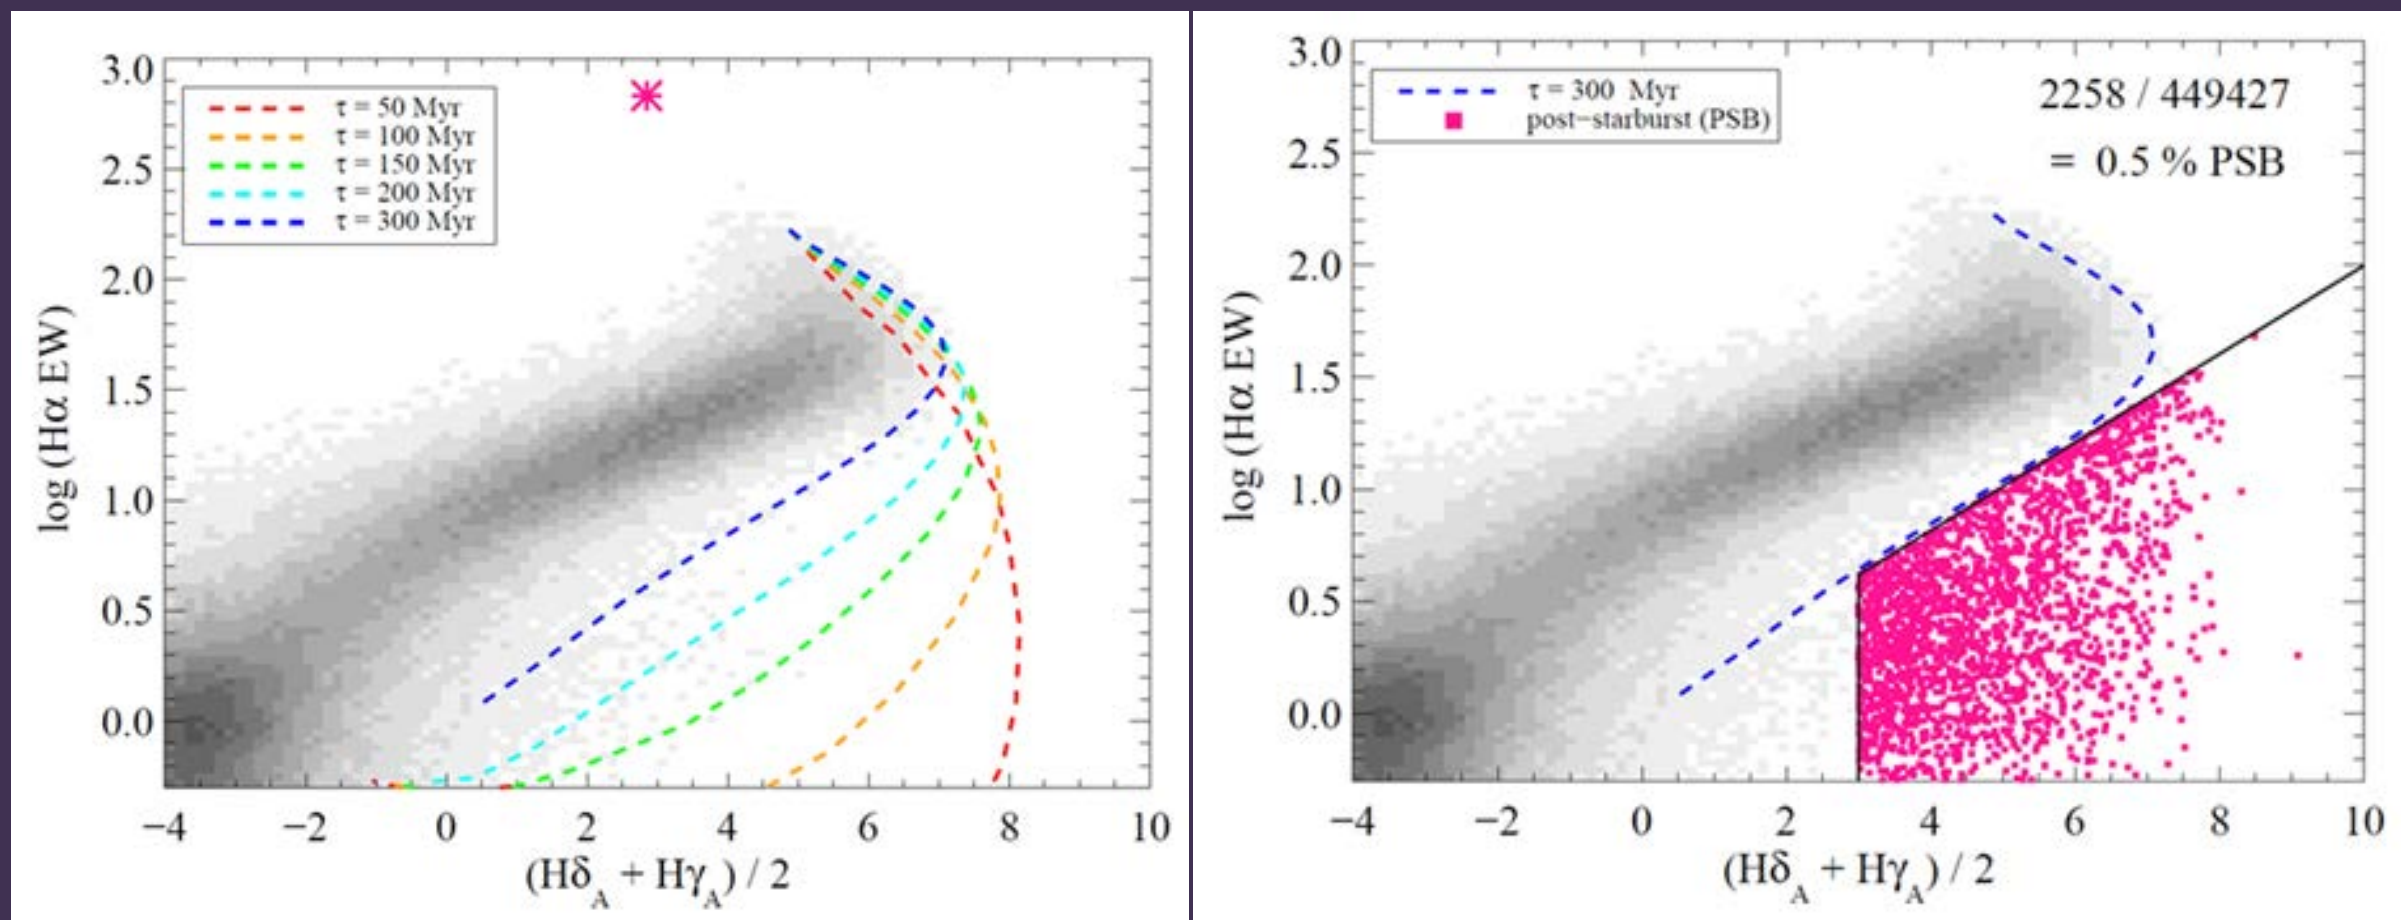 3.0
2.5
2.0
1.5
1.0
0.5
0.0
log (Hα EW)
τ = 50 Myr
τ = 100 Myr
τ = 150 Myr
τ = 200 Myr
τ = 300 Myr
−4 −2 0 2 4 6 8 10
(Hδ_A + Hγ_A) / 2
3.0
2.5
2.0
1.5
1.0
0.5
0.0
log (Hα EW)
τ = 300 Myr
post−starburst (PSB)
2258 / 449427
= 0.5 % PSB
−4 −2 0 2 4 6 8 10
(Hδ_A + Hγ_A) / 2